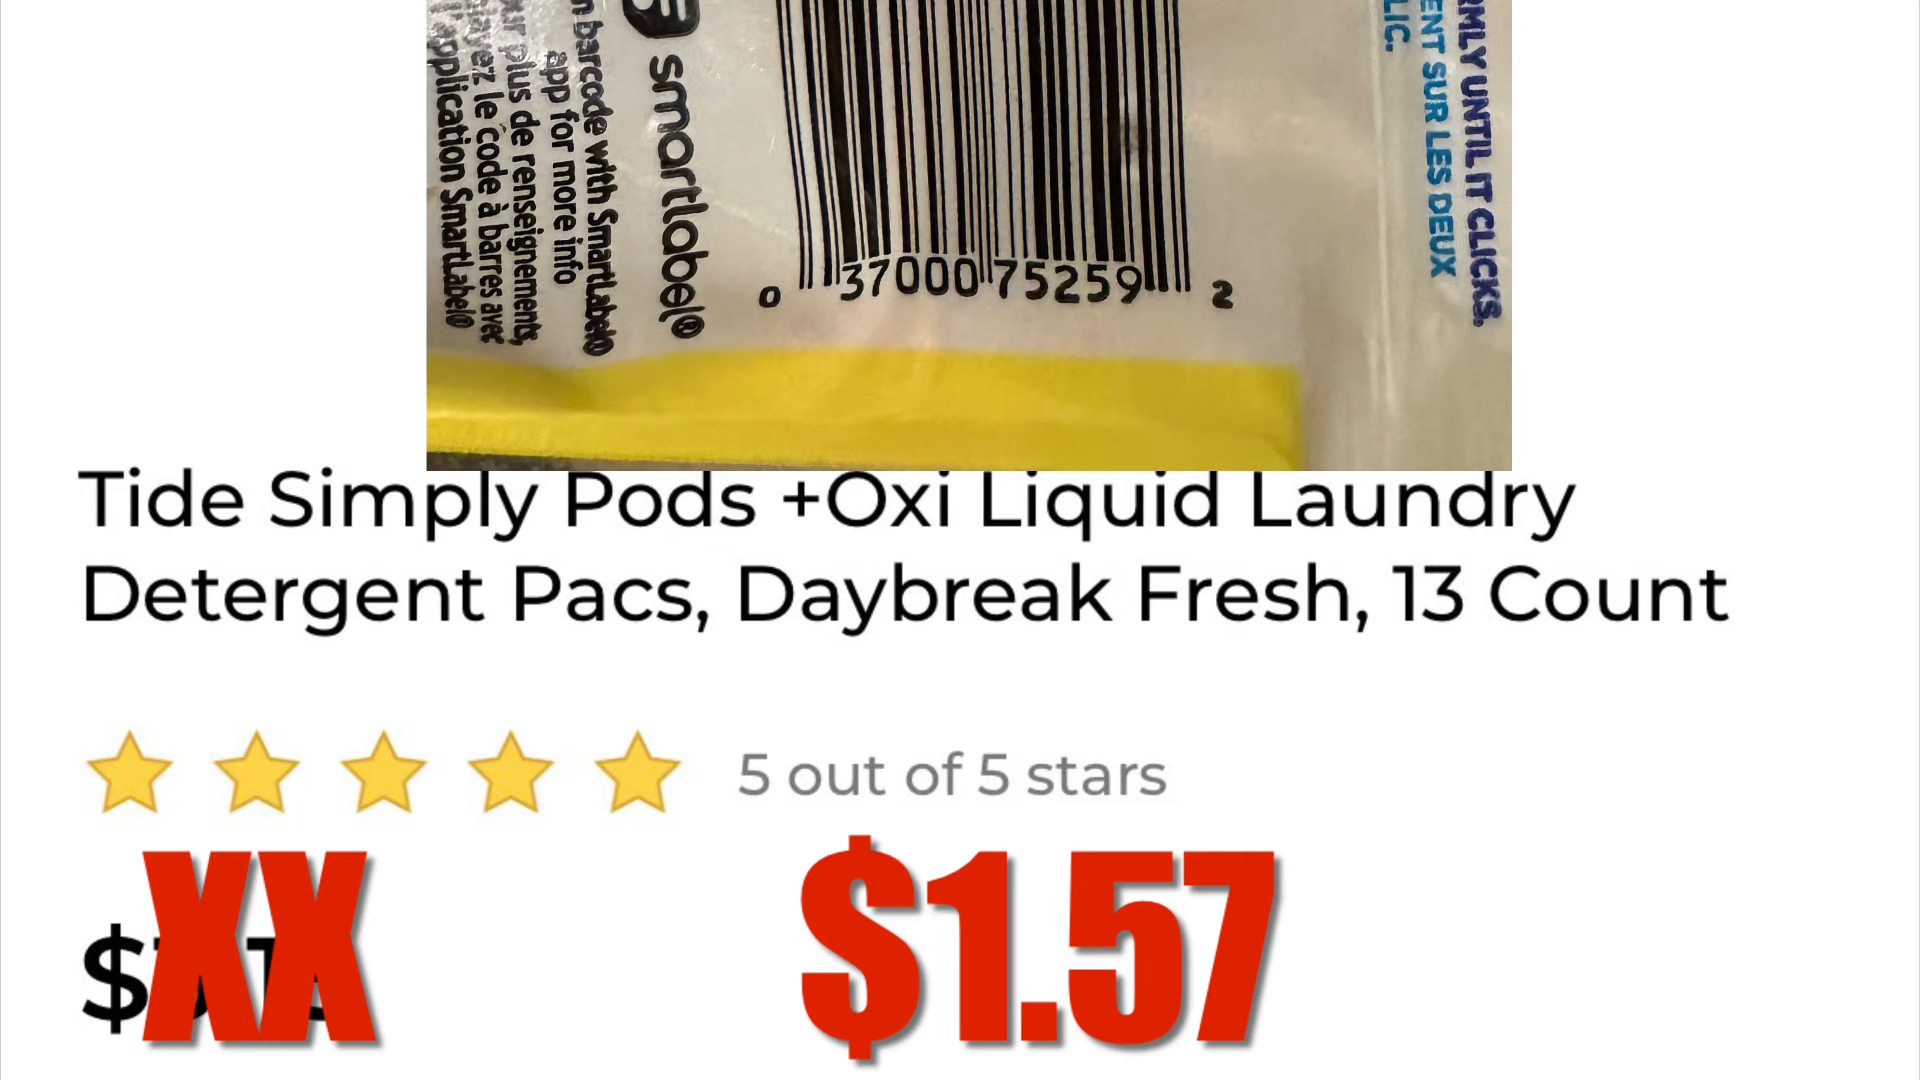 barcode with SmartLabel®
app for more info
plus de renseignements,
ez le code à barres avec
application SmartLabel®
smartlabel®
0 37000 75259 2
RMLY UNTIL IT CLICKS.
ENT SUR LES DEUX
LIC.
Tide Simply Pods +Oxi Liquid Laundry
Detergent Pacs, Daybreak Fresh, 13 Count
5 out of 5 stars
XX $1.57
$